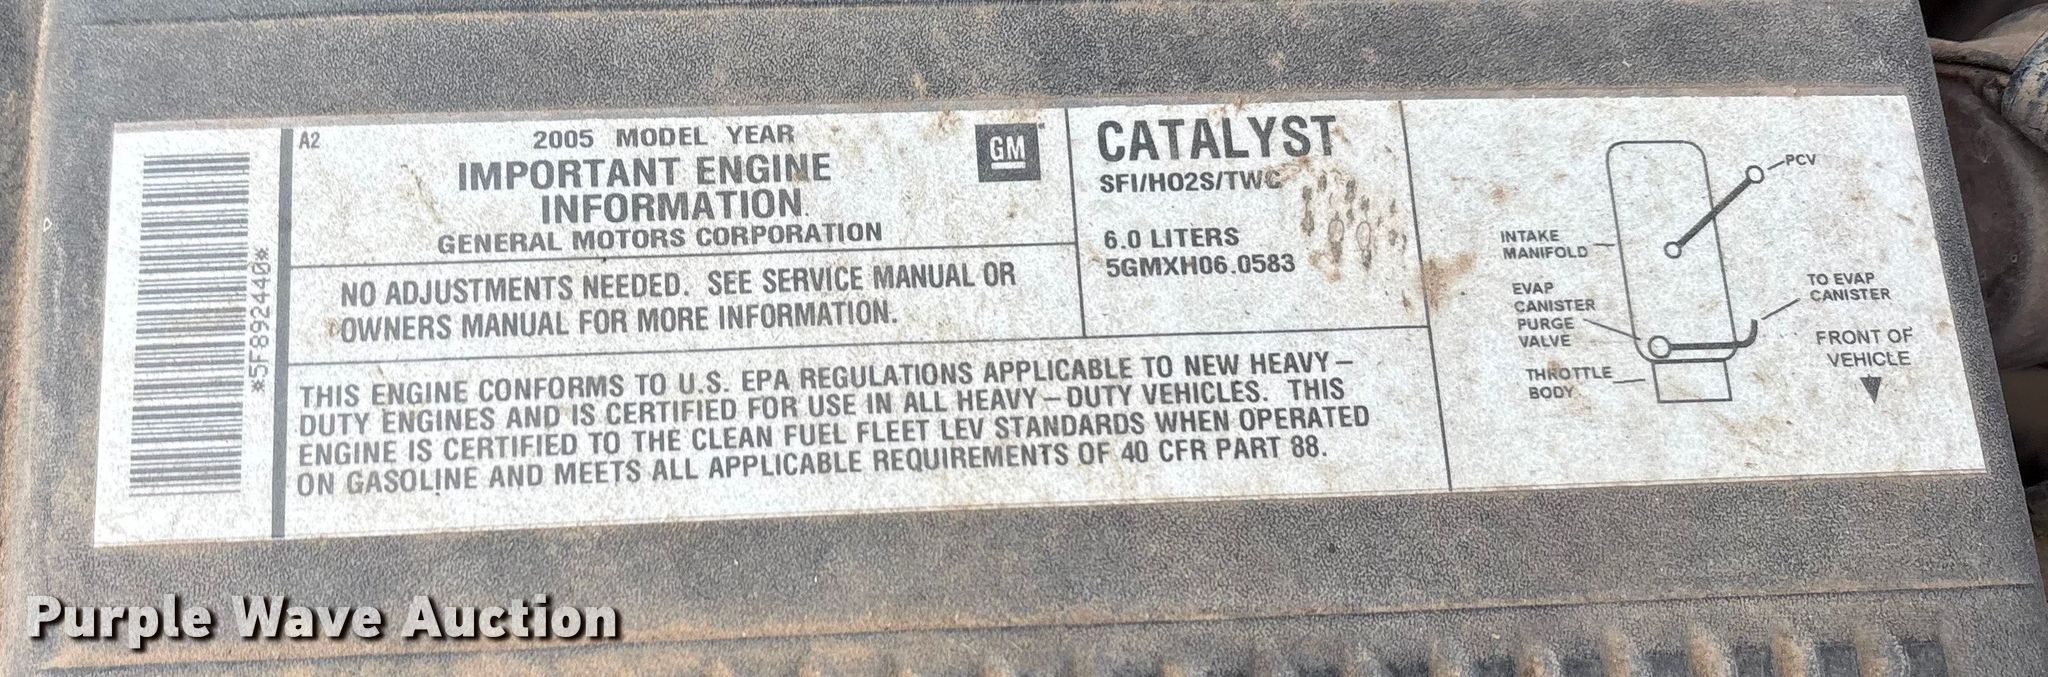 *5F892440*
A2
2005 MODEL YEAR
IMPORTANT ENGINE
INFORMATION
GENERAL MOTORS CORPORATION
GM
NO ADJUSTMENTS NEEDED. SEE SERVICE MANUAL OR
OWNERS MANUAL FOR MORE INFORMATION.
CATALYST
SFI/HO2S/TWC
6.0 LITERS
5GMXH06.0583
THIS ENGINE CONFORMS TO U.S. EPA REGULATIONS APPLICABLE TO NEW HEAVY-
DUTY ENGINES AND IS CERTIFIED FOR USE IN ALL HEAVY-DUTY VEHICLES. THIS
ENGINE IS CERTIFIED TO THE CLEAN FUEL FLEET LEV STANDARDS WHEN OPERATED
ON GASOLINE AND MEETS ALL APPLICABLE REQUIREMENTS OF 40 CFR PART 88.
PCV
INTAKE
MANIFOLD
EVAP
CANISTER
PURGE
VALVE
THROTTLE
BODY
TO EVAP
CANISTER
FRONT OF
VEHICLE
Purple Wave Auction